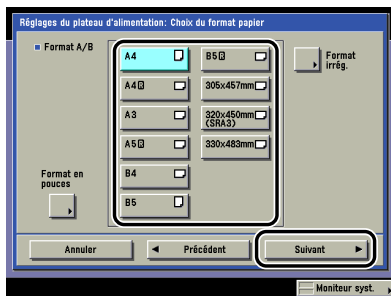 Réglages du plateau d'alimentation: Choix du format papier
Format A/B
A4
A4R
A3
A5R
B4
B5
B5R
305x457mm
320x450mm
(SRA3)
330x483mm
Format
irrég.
Format en
pouces
Annuler
◄ Précédent
Suivant ►
Moniteur syst.